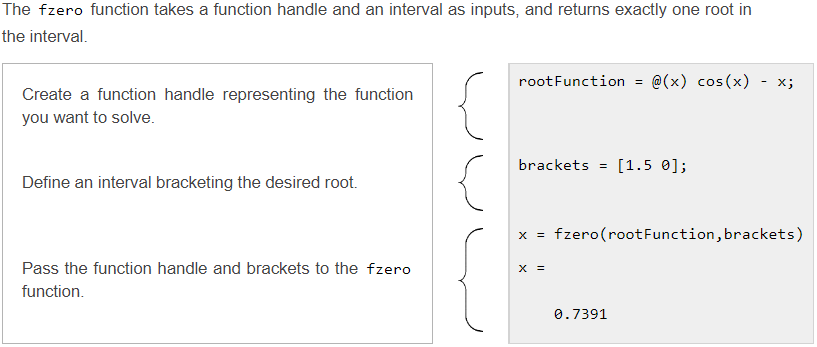 The fzero function takes a function handle and an interval as inputs, and returns exactly one root in
the interval.
Create a function handle representing the function
you want to solve.
rootFunction = @(x) cos(x) - x;
Define an interval bracketing the desired root.
brackets = [1.5 0];
Pass the function handle and brackets to the fzero
function.
x = fzero(rootFunction,brackets)
x =
0.7391